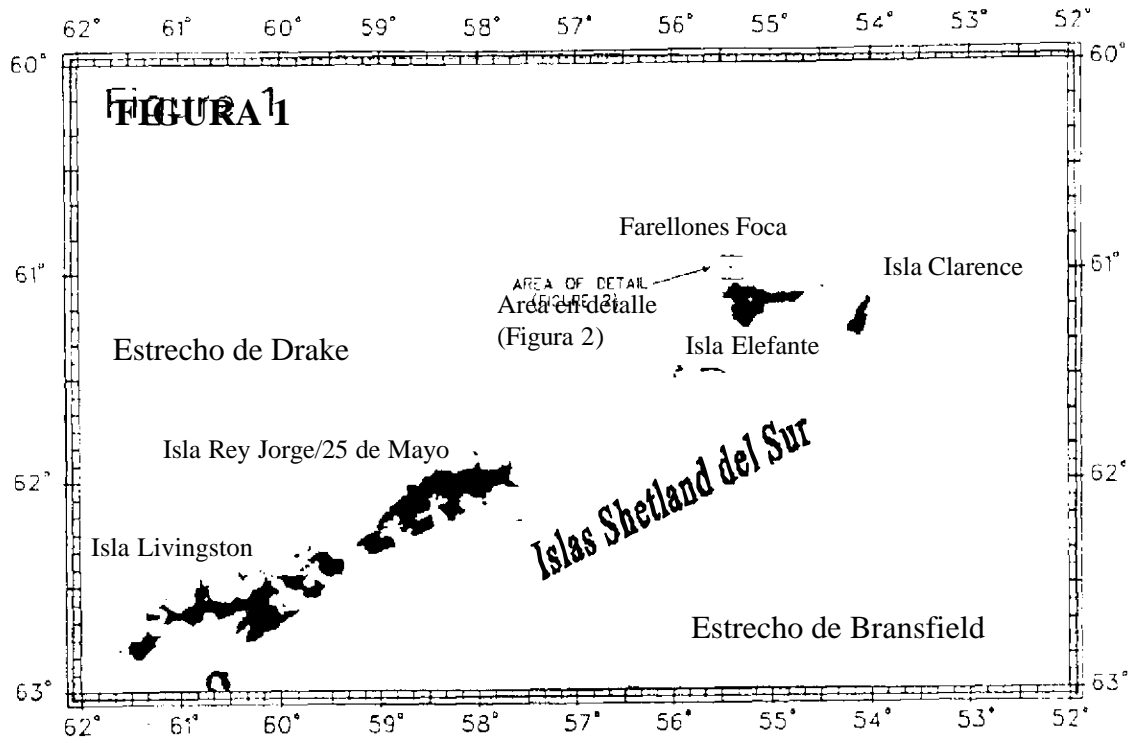 62° 61° 60° 59° 58° 57° 56° 55° 54° 53° 52°
60° 60°
Figure 1
FIGURA 1
Farellones Foca
61° 61°
Isla Clarence
AREA OF DETAIL
(FIGURE 2)
Area en detalle
(Figura 2)
Isla Elefante
Estrecho de Drake
Isla Rey Jorge/25 de Mayo
62° 62°
Islas Shetland del Sur
Isla Livingston
Estrecho de Bransfield
63° 63°
62° 61° 60° 59° 58° 57° 56° 55° 54° 53° 52°